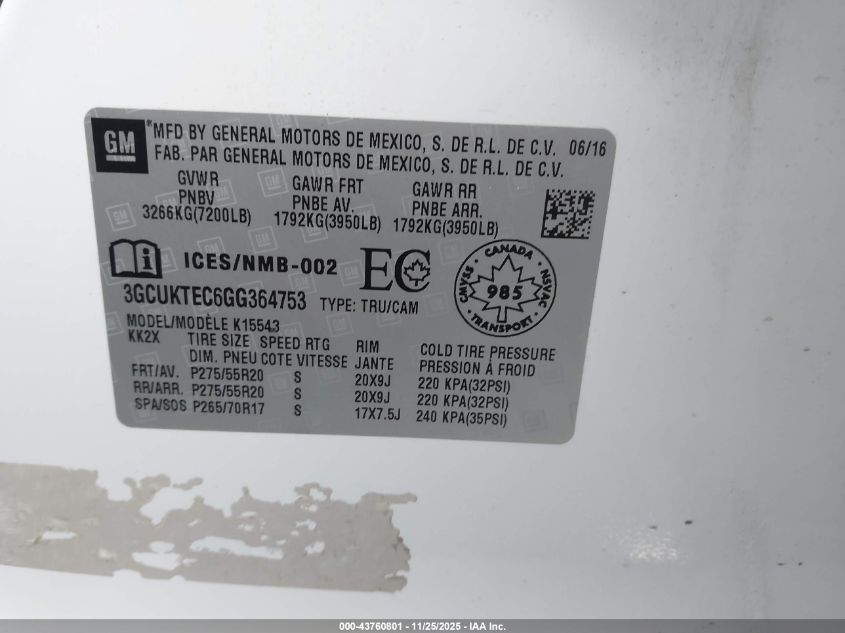 GM
MFD BY GENERAL MOTORS DE MEXICO, S. DE R.L. DE C.V. 06/16
FAB. PAR GENERAL MOTORS DE MEXICO, S. DE R.L. DE C.V.
GVWR GAWR FRT GAWR RR
PNBV PNBE AV. PNBE ARR.
3266KG(7200LB) 1792KG(3950LB) 1792KG(3950LB)
i ICES/NMB-002 EC
CANADA
CMVSS NSVAC
985
TRANSPORT
3GCUKTEC6GG364753 TYPE: TRU/CAM
MODEL/MODÈLE K15543
KK2X TIRE SIZE SPEED RTG RIM COLD TIRE PRESSURE
DIM. PNEU COTE VITESSE JANTE PRESSION À FROID
FRT/AV. P275/55R20 S 20X9J 220 KPA(32PSI)
RR/ARR. P275/55R20 S 20X9J 220 KPA(32PSI)
SPA/SOS P265/70R17 S 17X7.5J 240 KPA(35PSI)
000-43760801 - 11/25/2025 - IAA Inc.